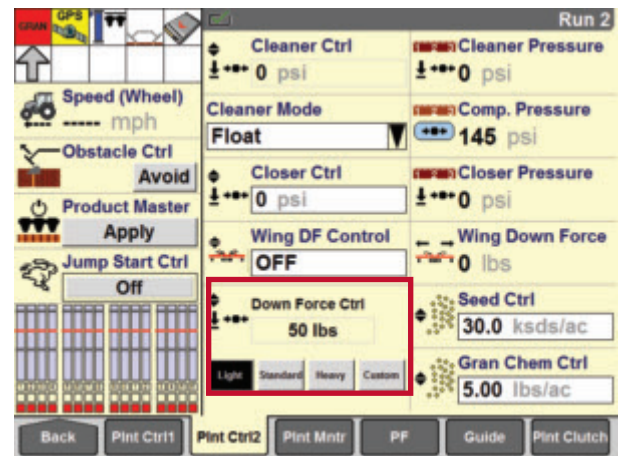 GRAN GPS
Run 2
Speed (Wheel)
----- mph
Obstacle Ctrl
Avoid
Product Master
Apply
Jump Start Ctrl
Off
Cleaner Ctrl
0 psi
Cleaner Mode
Float
Closer Ctrl
0 psi
Wing DF Control
OFF
Down Force Ctrl
50 lbs
Light Standard Heavy Custom
Cleaner Pressure
0 psi
Comp. Pressure
145 psi
Closer Pressure
0 psi
Wing Down Force
0 lbs
Seed Ctrl
30.0 ksds/ac
Gran Chem Ctrl
5.00 lbs/ac
Back Plnt Ctrl1 Plnt Ctrl2 Plnt Mntr PF Guide Plnt Clutch